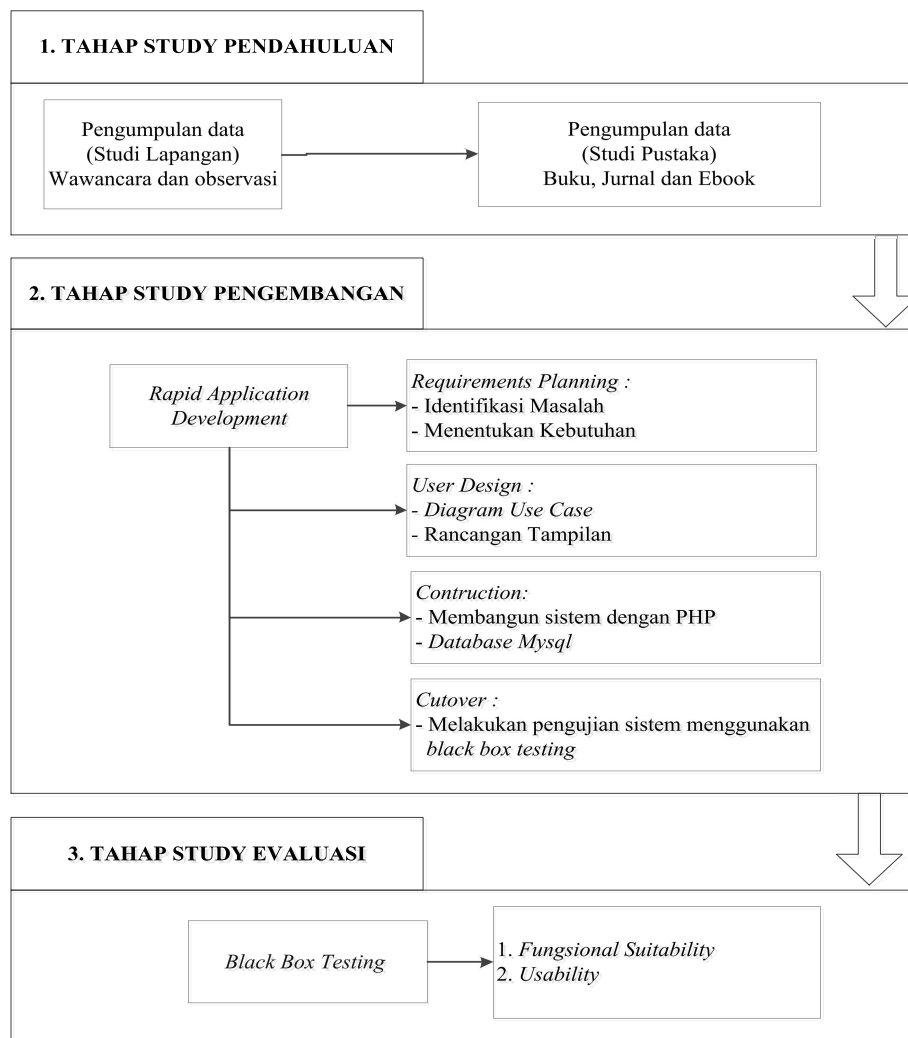 1. TAHAP STUDY PENDAHULUAN
Pengumpulan data
(Studi Lapangan)
Wawancara dan observasi
Pengumpulan data
(Studi Pustaka)
Buku, Jurnal dan Ebook
2. TAHAP STUDY PENGEMBANGAN
Rapid Application
Development
Requirements Planning :
- Identifikasi Masalah
- Menentukan Kebutuhan
User Design :
- Diagram Use Case
- Rancangan Tampilan
Contruction:
- Membangun sistem dengan PHP
- Database Mysql
Cutover :
- Melakukan pengujian sistem menggunakan
black box testing
3. TAHAP STUDY EVALUASI
Black Box Testing
1. Fungsional Suitability
2. Usability